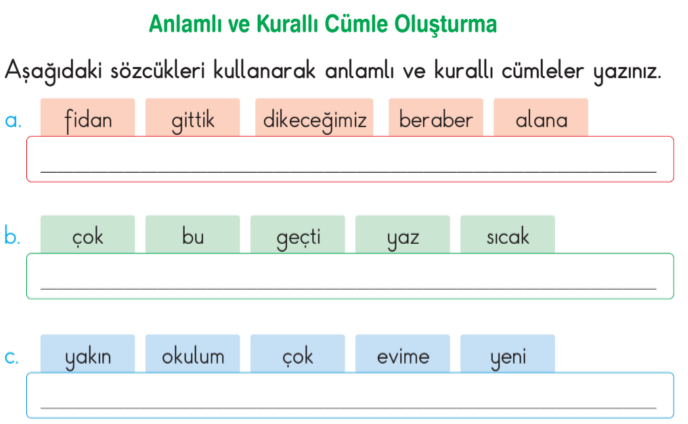 Anlamlı ve Kurallı Cümle Oluşturma
Aşağıdaki sözcükleri kullanarak anlamlı ve kurallı cümleler yazınız.
a. fidan gittik dikeceğimiz beraber alana
b. çok bu geçti yaz sıcak
c. yakın okulum çok evime yeni